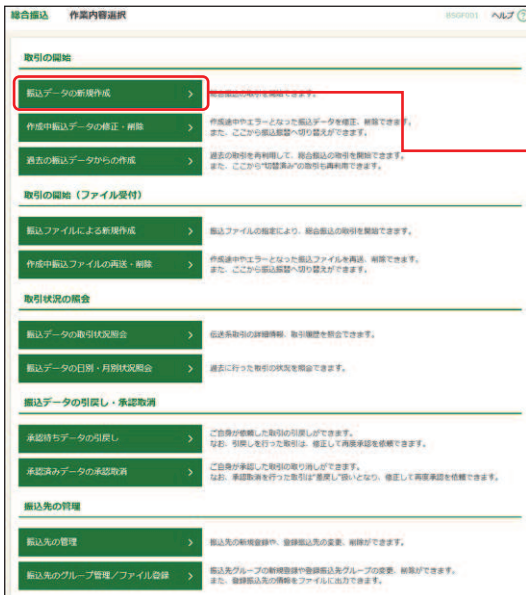 総合振込 作業内容選択 BSGF001 ヘルプ ?
取引の開始
振込データの新規作成 >
総合振込の取引を開始できます。
作成中振込データの修正・削除 >
作成途中やエラーとなった振込データを修正、削除できます。
また、ここから振込振替へ切り替えができます。
過去の振込データからの作成 >
過去の取引を再利用して、総合振込の取引を開始できます。
また、ここから"切替済み"の取引も再利用できます。
取引の開始（ファイル受付）
振込ファイルによる新規作成 >
振込ファイルの指定により、総合振込の取引を開始できます。
作成中振込ファイルの再送・削除 >
作成途中やエラーとなった振込ファイルを再送、削除できます。
また、ここから振込振替へ切り替えができます。
取引状況の照会
振込データの取引状況照会 >
伝送系取引の詳細情報、取引履歴を照会できます。
振込データの日別・月別状況照会 >
過去に行った取引の状況を照会できます。
振込データの引戻し・承認取消
承認待ちデータの引戻し >
ご自身が依頼した取引の引戻しができます。
なお、引戻しを行った取引は、修正して再度承認を依頼できます。
承認済みデータの承認取消 >
ご自身が承認した取引の取り消しができます。
なお、承認取消を行った取引は"差戻し"扱いとなり、修正して再度承認を依頼できます。
振込先の管理
振込先の管理 >
振込先の新規登録や、登録振込先の変更、削除ができます。
振込先のグループ管理／ファイル登録 >
振込先グループの新規登録や登録振込先グループの変更、削除ができます。
また、登録振込先の情報をファイルに出力できます。